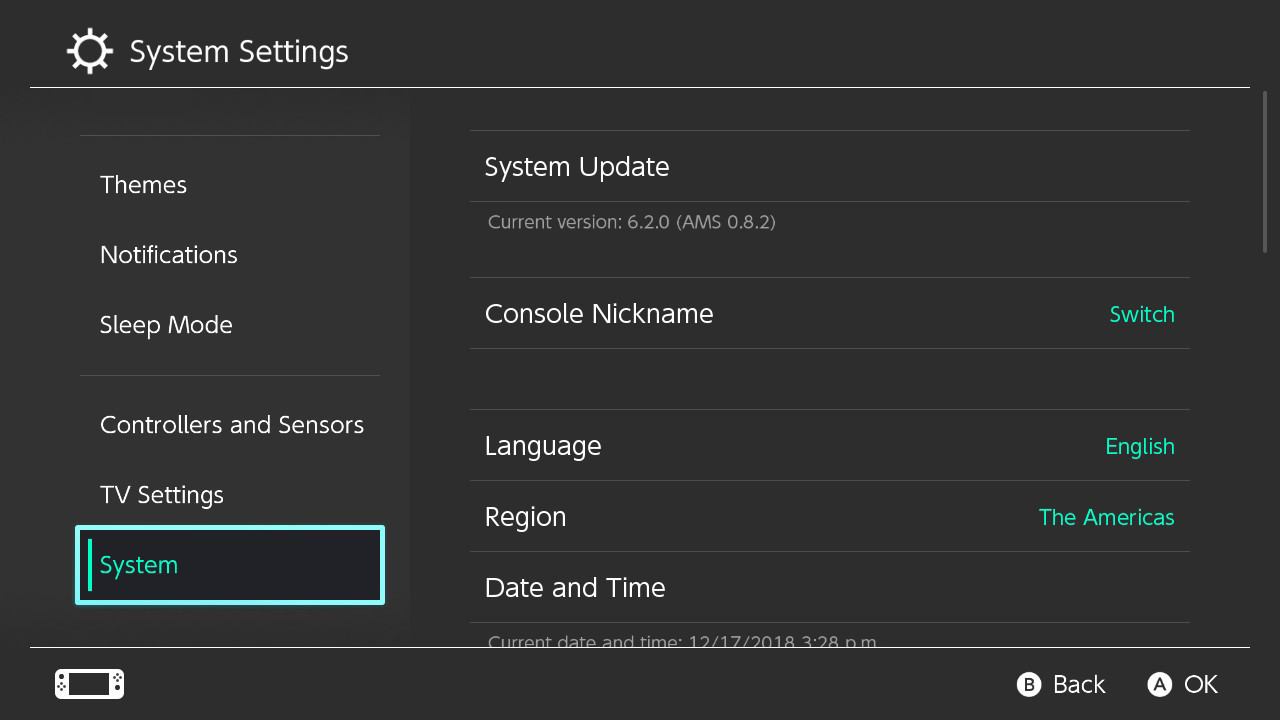 System Settings
Themes
Notifications
Sleep Mode
Controllers and Sensors
TV Settings
System
System Update
Current version: 6.2.0 (AMS 0.8.2)
Console Nickname Switch
Language English
Region The Americas
Date and Time
Current date and time: 12/17/2018 3:28 p.m
B Back A OK